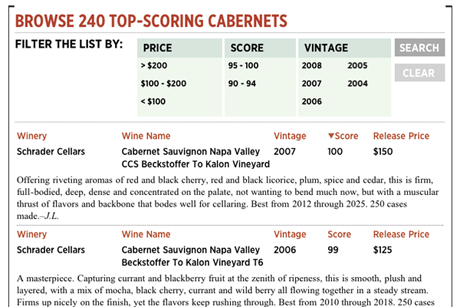 BROWSE 240 TOP-SCORING CABERNETS
FILTER THE LIST BY: PRICE SCORE VINTAGE SEARCH
> $200 95 - 100 2008 2005
CLEAR
$100 - $200 90 - 94 2007 2004
< $100 2006
Winery Wine Name Vintage ▼Score Release Price
Schrader Cellars Cabernet Sauvignon Napa Valley 2007 100 $150
CCS Beckstoffer To Kalon Vineyard
Offering riveting aromas of red and black cherry, red and black licorice, plum, spice and cedar, this is firm,
full-bodied, deep, dense and concentrated on the palate, not wanting to bend much now, but with a muscular
thrust of flavors and backbone that bodes well for cellaring. Best from 2012 through 2025. 250 cases
made.–J.L.
Winery Wine Name Vintage Score Release Price
Schrader Cellars Cabernet Sauvignon Napa Valley 2006 99 $125
Beckstoffer To Kalon Vineyard T6
A masterpiece. Capturing currant and blackberry fruit at the zenith of ripeness, this is smooth, plush and
layered, with a mix of mocha, black cherry, currant and wild berry all flowing together in a steady stream.
Firms up nicely on the finish, yet the flavors keep rushing through. Best from 2010 through 2018. 250 cases